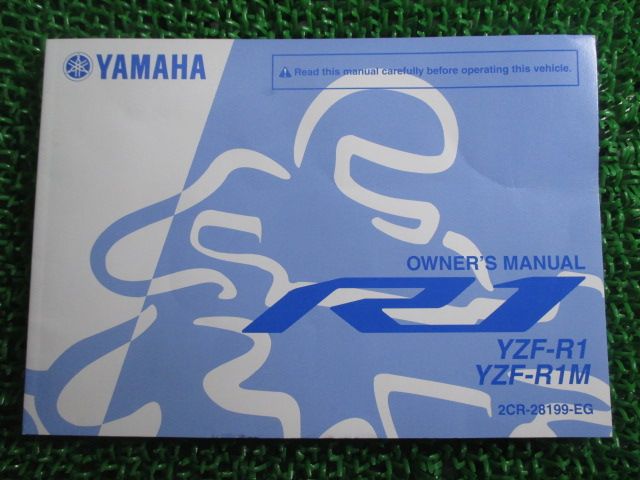 YAMAHA
Read this manual carefully before operating this vehicle.
OWNER'S MANUAL
R1
YZF-R1
YZF-R1M
2CR-28199-EG